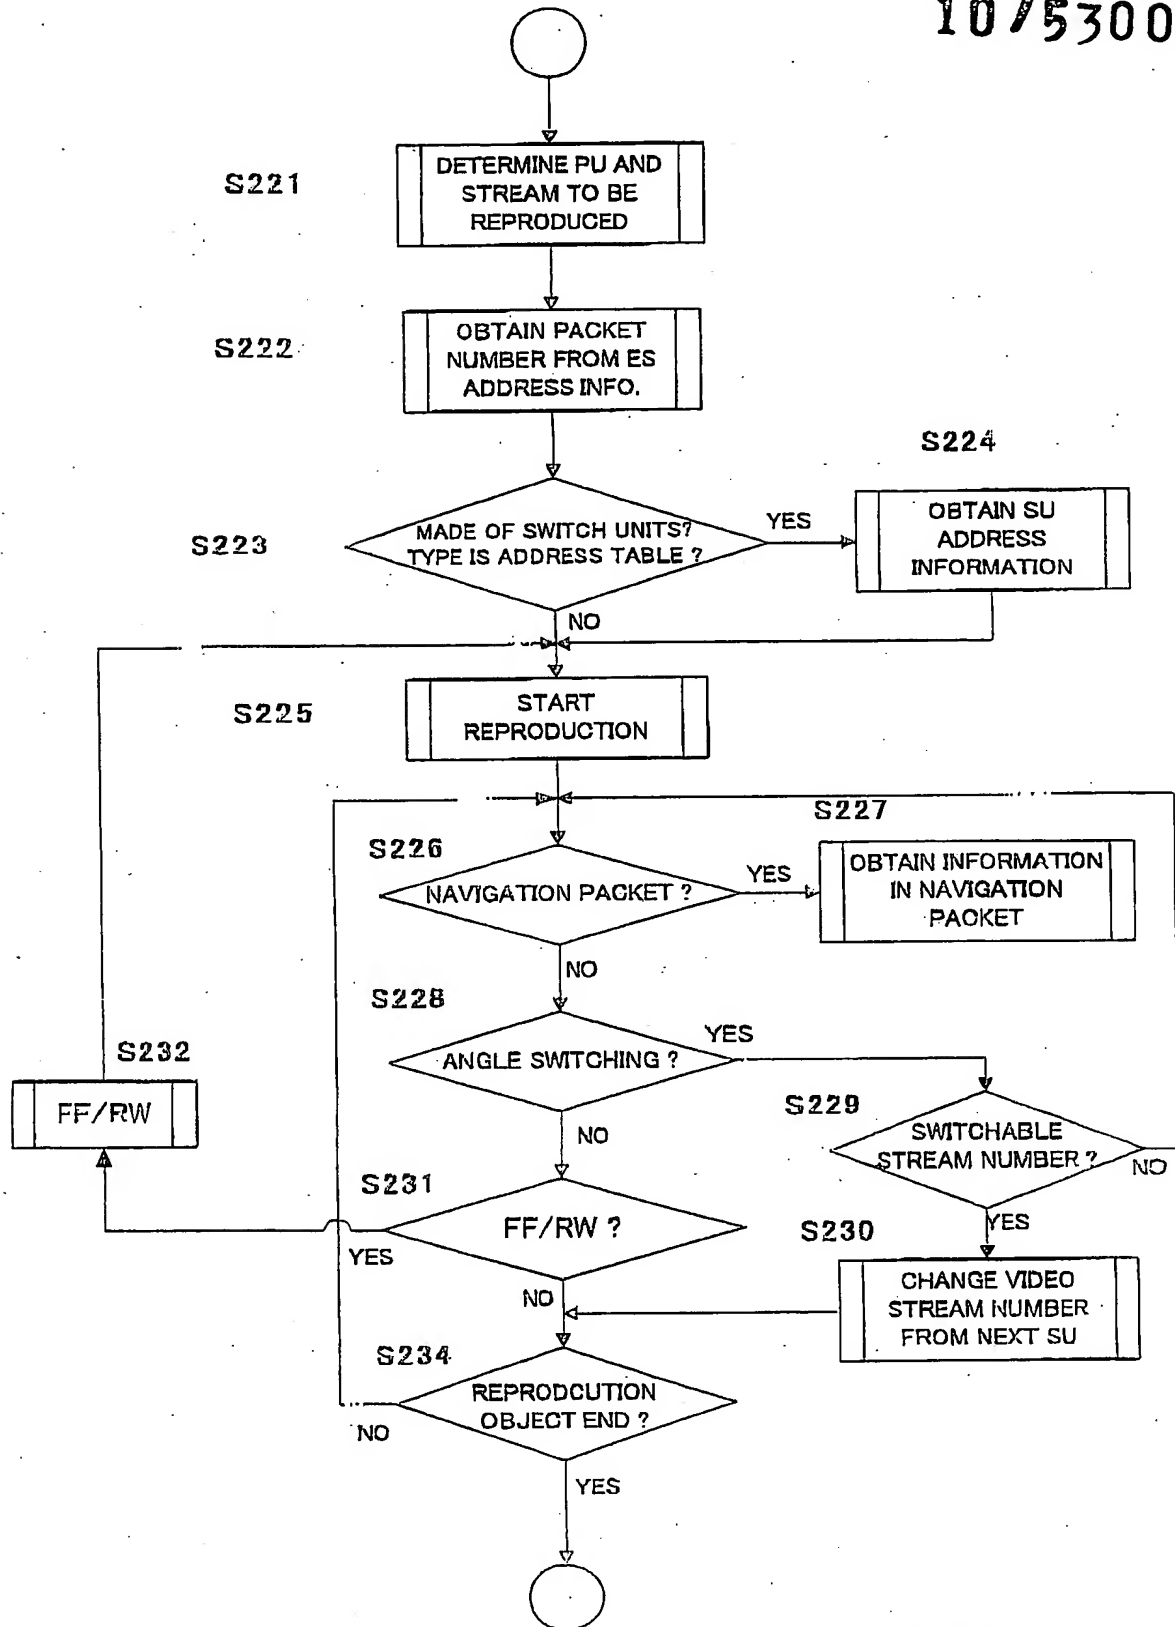 10/5300
S221
DETERMINE PU AND
STREAM TO BE
REPRODUCED
S222
OBTAIN PACKET
NUMBER FROM ES
ADDRESS INFO.
S223
MADE OF SWITCH UNITS?
TYPE IS ADDRESS TABLE ?
YES
S224
OBTAIN SU
ADDRESS
INFORMATION
NO
S225
START
REPRODUCTION
S226
NAVIGATION PACKET ?
YES
S227
OBTAIN INFORMATION
IN NAVIGATION
PACKET
NO
S228
ANGLE SWITCHING ?
YES
S229
SWITCHABLE
STREAM NUMBER ?
NO
YES
S230
CHANGE VIDEO
STREAM NUMBER
FROM NEXT SU
NO
S231
FF/RW ?
YES
S232
FF/RW
NO
S234
REPRODCUTION
OBJECT END ?
NO
YES